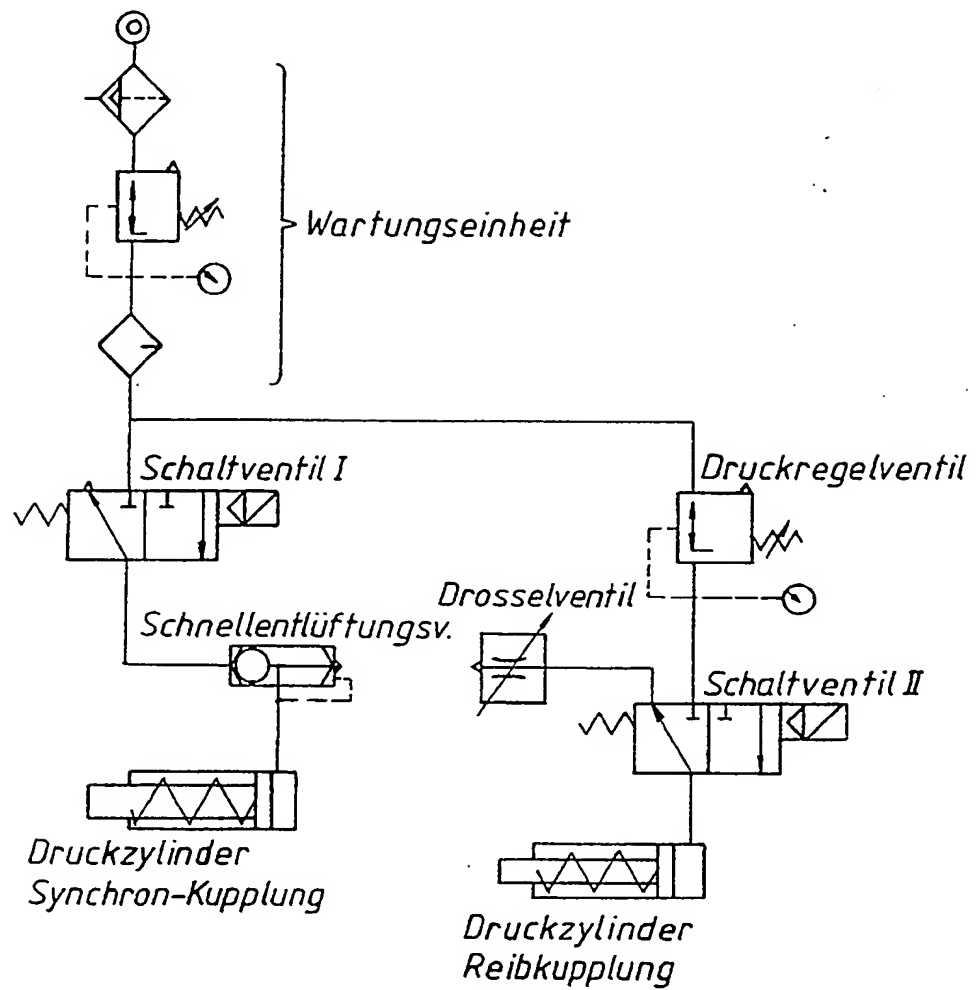 Wartungseinheit
Schaltventil I
Druckregelventil
Drosselventil
Schnellentlüftungsv.
Schaltventil II
Druckzylinder
Synchron-Kupplung
Druckzylinder
Reibkupplung